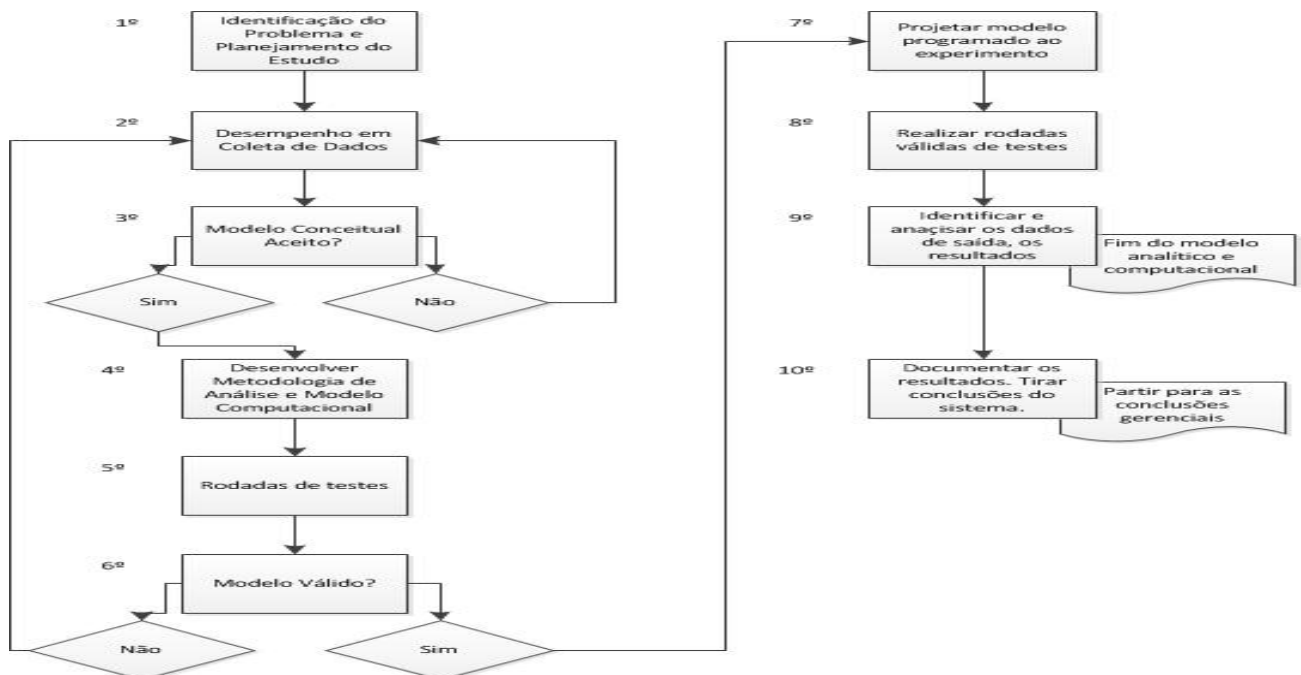 1º
Identificação do
Problema e
Planejamento do
Estudo
2º
Desempenho em
Coleta de Dados
3º
Modelo Conceitual
Aceito?
Sim
Não
4º
Desenvolver
Metodologia de
Análise e Modelo
Computacional
5º
Rodadas de testes
6º
Modelo Válido?
Não
Sim
7º
Projetar modelo
programado ao
experimento
8º
Realizar rodadas
válidas de testes
9º
Identificar e
anaçisar os dados
de saída, os
resultados
Fim do modelo
analítico e
computacional
10º
Documentar os
resultados. Tirar
conclusões do
sistema.
Partir para as
conclusões
gerenciais